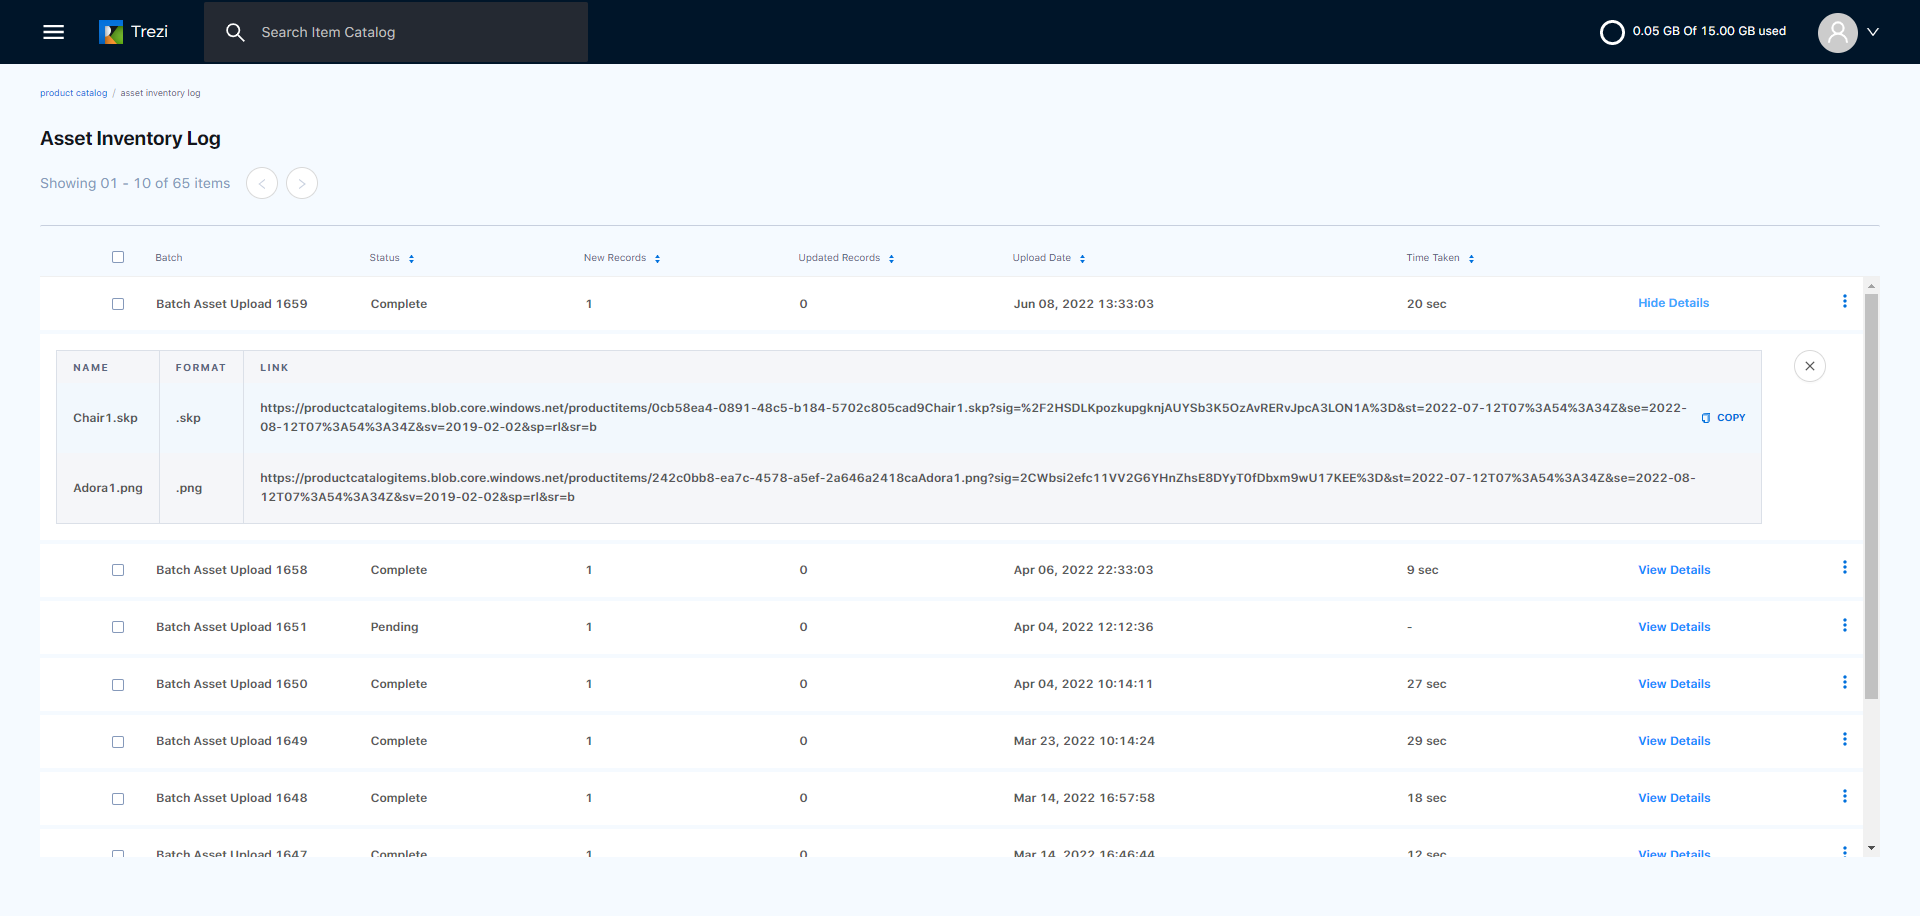 Trezi
Search Item Catalog
0.05 GB Of 15.00 GB used
product catalog / asset inventory log
Asset Inventory Log
Showing 01 - 10 of 65 items
Batch Status New Records Updated Records Upload Date Time Taken
Batch Asset Upload 1659 Complete 1 0 Jun 08, 2022 13:33:03 20 sec Hide Details
NAME FORMAT LINK
Chair1.skp .skp https://productcatalogitems.blob.core.windows.net/productitems/0cb58ea4-0891-48c5-b184-5702c805cad9Chair1.skp?sig=%2F2HSDLKpozkupgknjAUYSb3K5OzAvRERvJpcA3LON1A%3D&st=2022-07-12T07%3A54%3A34Z&se=2022-
08-12T07%3A54%3A34Z&sv=2019-02-02&sp=rl&sr=b
COPY
Adora1.png .png https://productcatalogitems.blob.core.windows.net/productitems/242c0bb8-ea7c-4578-a5ef-2a646a2418caAdora1.png?sig=2CWbsi2efc11VV2G6YHnZhsE8DYyT0fDbxm9wU17KEE%3D&st=2022-07-12T07%3A54%3A34Z&se=2022-08-
12T07%3A54%3A34Z&sv=2019-02-02&sp=rl&sr=b
Batch Asset Upload 1658 Complete 1 0 Apr 06, 2022 22:33:03 9 sec View Details
Batch Asset Upload 1651 Pending 1 0 Apr 04, 2022 12:12:36 - View Details
Batch Asset Upload 1650 Complete 1 0 Apr 04, 2022 10:14:11 27 sec View Details
Batch Asset Upload 1649 Complete 1 0 Mar 23, 2022 10:14:24 29 sec View Details
Batch Asset Upload 1648 Complete 1 0 Mar 14, 2022 16:57:58 18 sec View Details
Batch Asset Upload 1647 Complete 1 0 Mar 14, 2022 16:46:44 12 sec View Details